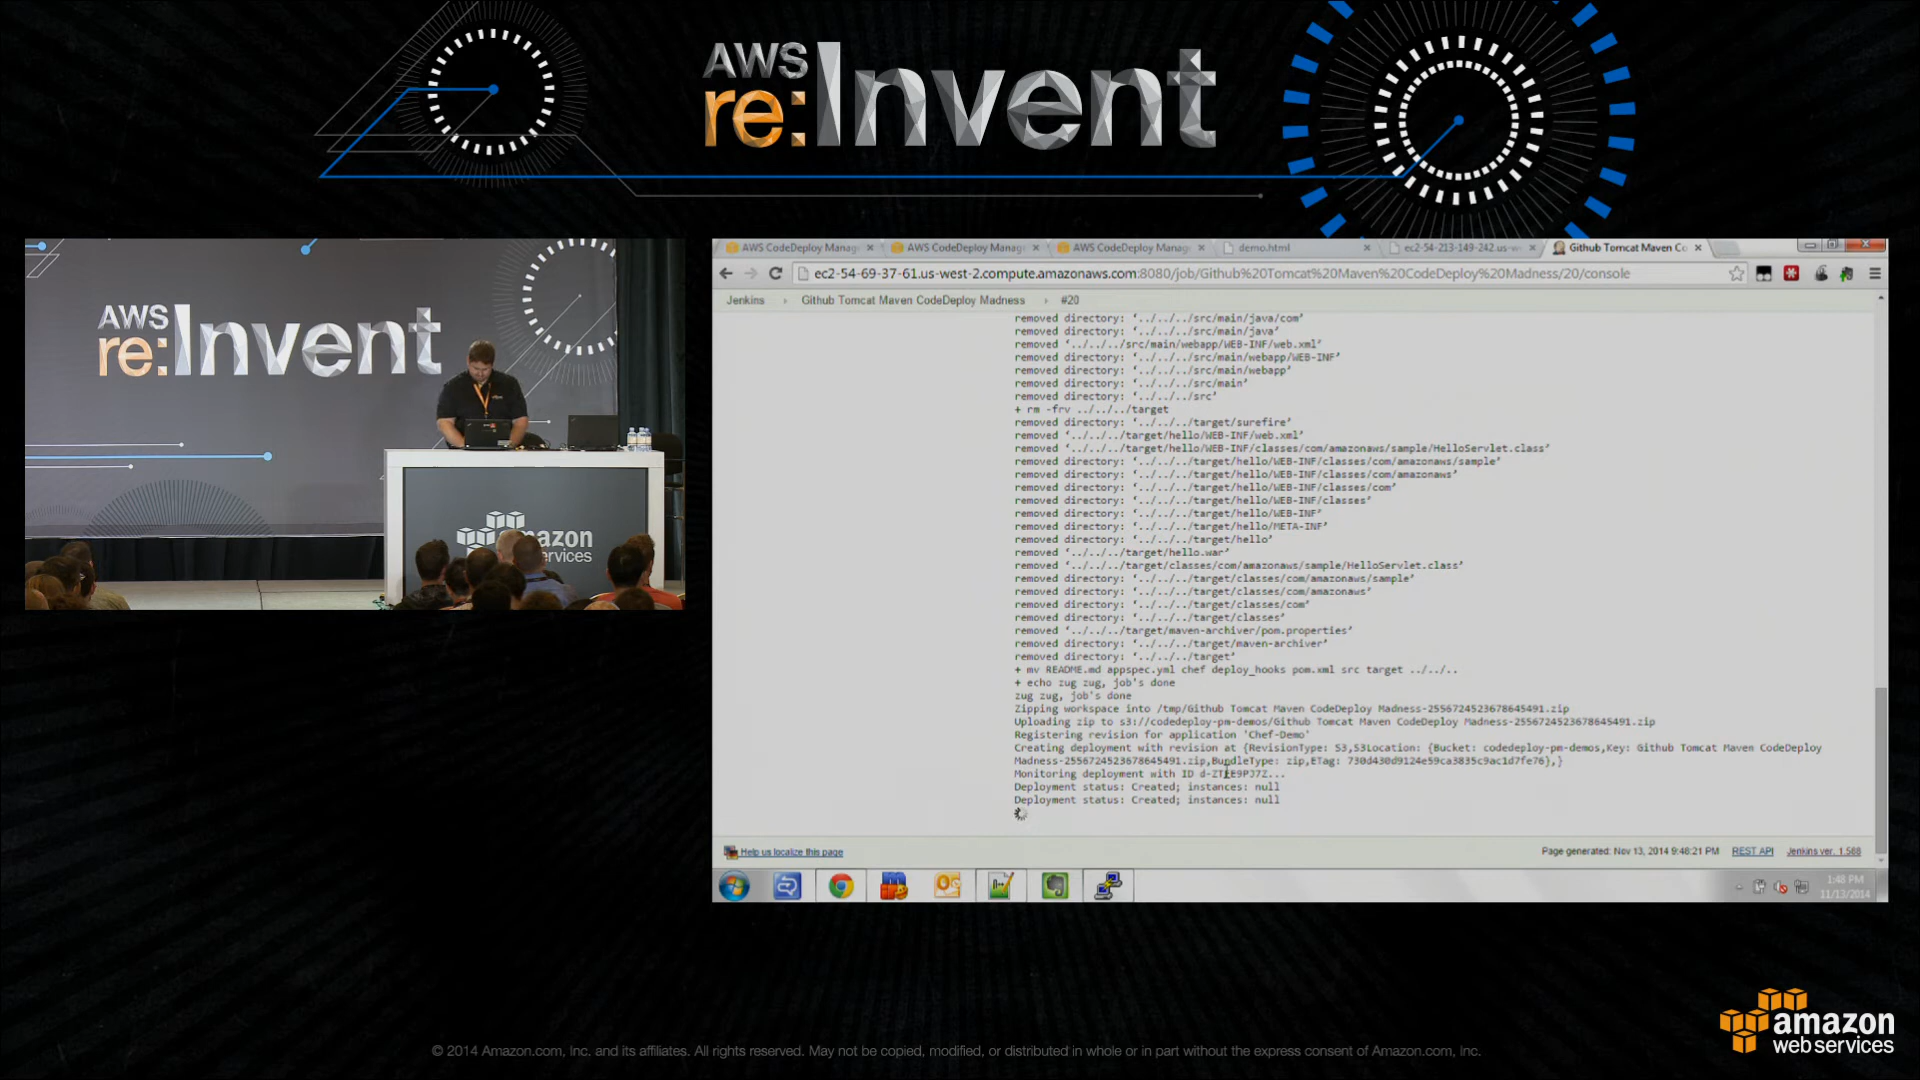 AWS
re:Invent
AWS
re:Invent
amazon
web services
AWS CodeDeploy Manag
AWS CodeDeploy Manag
AWS CodeDeploy Manag
demo.html
ec2-54-213-149-242.us-w
Github Tomcat Maven Co
ec2-54-69-37-61.us-west-2.compute.amazonaws.com:8080/job/Github%20Tomcat%20Maven%20CodeDeploy%20Madness/20/console
Jenkins
Github Tomcat Maven CodeDeploy Madness
#20
removed directory: '../../../src/main/java/com'
removed directory: '../../../src/main/java'
removed '../../../src/main/webapp/WEB-INF/web.xml'
removed directory: '../../../src/main/webapp/WEB-INF'
removed directory: '../../../src/main/webapp'
removed directory: '../../../src/main'
removed directory: '../../../src'
+ rm -frv ../../../target
removed directory: '../../../target/surefire'
removed '../../../target/hello/WEB-INF/web.xml'
removed '../../../target/hello/WEB-INF/classes/com/amazonaws/sample/HelloServlet.class'
removed directory: '../../../target/hello/WEB-INF/classes/com/amazonaws/sample'
removed directory: '../../../target/hello/WEB-INF/classes/com/amazonaws'
removed directory: '../../../target/hello/WEB-INF/classes/com'
removed directory: '../../../target/hello/WEB-INF/classes'
removed directory: '../../../target/hello/WEB-INF'
removed directory: '../../../target/hello/META-INF'
removed directory: '../../../target/hello'
removed '../../../target/hello.war'
removed '../../../target/classes/com/amazonaws/sample/HelloServlet.class'
removed directory: '../../../target/classes/com/amazonaws/sample'
removed directory: '../../../target/classes/com/amazonaws'
removed directory: '../../../target/classes/com'
removed directory: '../../../target/classes'
removed '../../../target/maven-archiver/pom.properties'
removed directory: '../../../target/maven-archiver'
removed directory: '../../../target'
+ mv README.md appspec.yml chef deploy_hooks pom.xml src target ../../..
+ echo zug zug, job's done
zug zug, job's done
Zipping workspace into /tmp/Github Tomcat Maven CodeDeploy Madness-2556724523678645491.zip
Uploading zip to s3://codedeploy-pm-demos/Github Tomcat Maven CodeDeploy Madness-2556724523678645491.zip
Registering revision for application 'Chef-Demo'
Creating deployment with revision at {RevisionType: S3,S3Location: {Bucket: codedeploy-pm-demos,Key: Github Tomcat Maven CodeDeploy
Madness-2556724523678645491.zip,BundleType: zip,ETag: 730d430d9124e59ca3835c9ac1d7fe76},}
Monitoring deployment with ID
Deployment status: Created; instances: null
Deployment status: Created; instances: null
Help us localize this page
Page generated: Nov 13, 2014 9:48:21 PM
REST API
Jenkins ver. 1.588
1:48 PM
11/13/2014
amazon
web services
© 2014 Amazon.com, Inc. and its affiliates. All rights reserved. May not be copied, modified, or distributed in whole or in part without the express consent of Amazon.com, Inc.